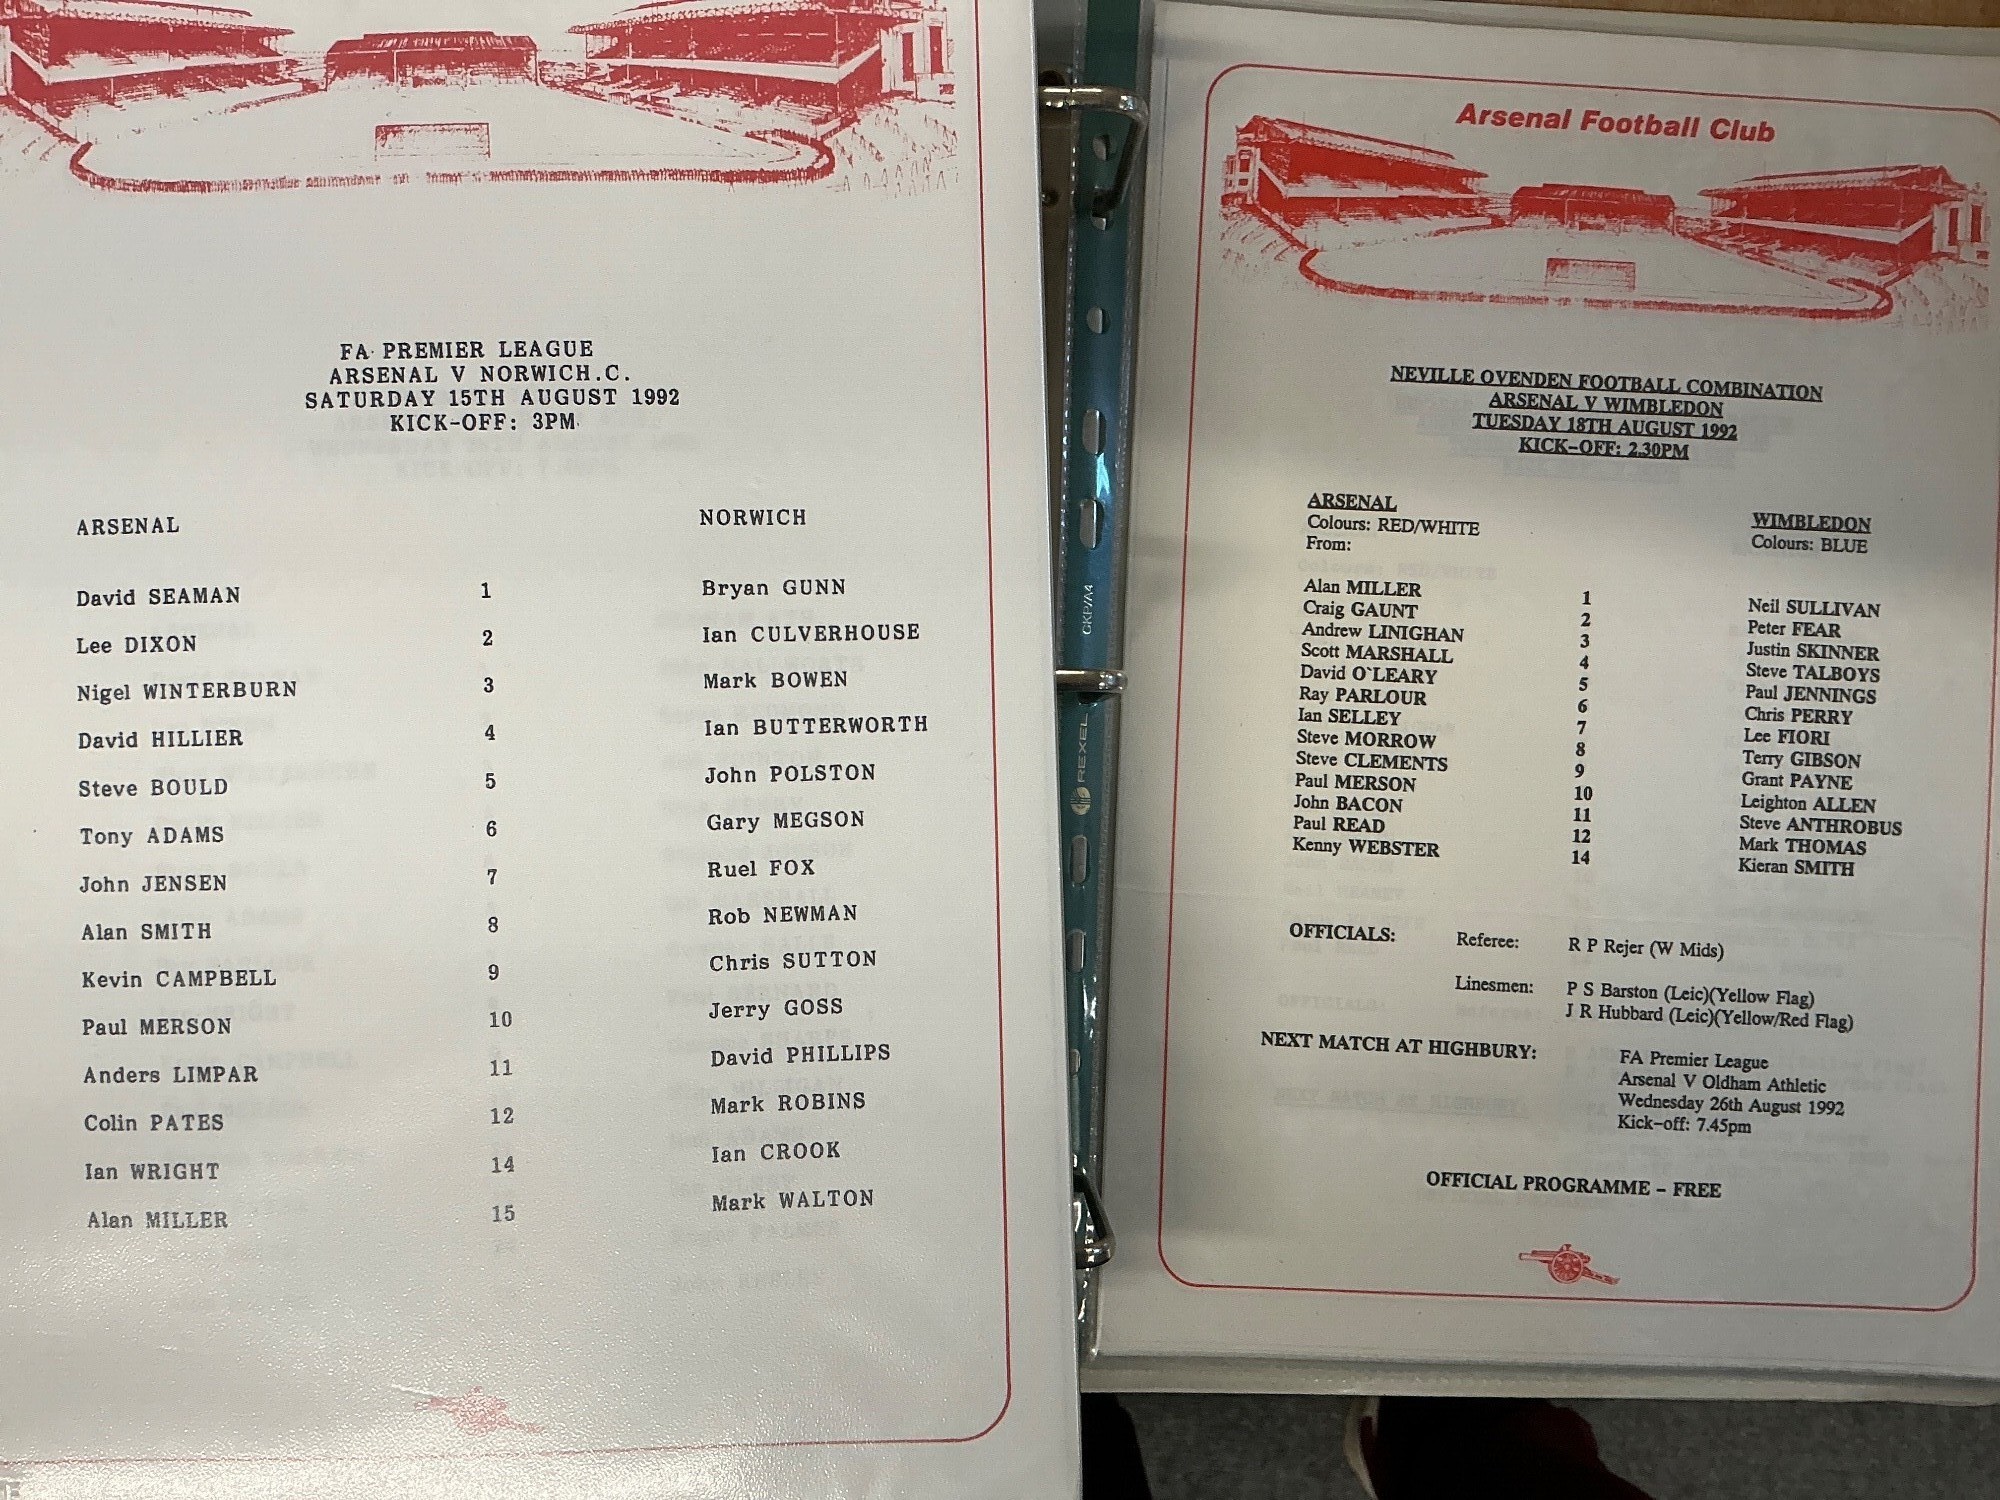 FA PREMIER LEAGUE
ARSENAL V NORWICH.C.
SATURDAY 15TH AUGUST 1992
KICK-OFF: 3PM
ARSENAL NORWICH
David SEAMAN 1 Bryan GUNN
Lee DIXON 2 Ian CULVERHOUSE
Nigel WINTERBURN 3 Mark BOWEN
David HILLIER 4 Ian BUTTERWORTH
Steve BOULD 5 John POLSTON
Tony ADAMS 6 Gary MEGSON
John JENSEN 7 Ruel FOX
Alan SMITH 8 Rob NEWMAN
Kevin CAMPBELL 9 Chris SUTTON
Paul MERSON 10 Jerry GOSS
Anders LIMPAR 11 David PHILLIPS
Colin PATES 12 Mark ROBINS
Ian WRIGHT 14 Ian CROOK
Alan MILLER 15 Mark WALTON
GKP/A4
REXEL
Arsenal Football Club
NEVILLE OVENDEN FOOTBALL COMBINATION
ARSENAL V WIMBLEDON
TUESDAY 18TH AUGUST 1992
KICK-OFF: 2.30PM
ARSENAL WIMBLEDON
Colours: RED/WHITE Colours: BLUE
From:
Alan MILLER 1 Neil SULLIVAN
Craig GAUNT 2 Peter FEAR
Andrew LINIGHAN 3 Justin SKINNER
Scott MARSHALL 4 Steve TALBOYS
David O`LEARY 5 Paul JENNINGS
Ray PARLOUR 6 Chris PERRY
Ian SELLEY 7 Lee FIORI
Steve MORROW 8 Terry GIBSON
Steve CLEMENTS 9 Grant PAYNE
Paul MERSON 10 Leighton ALLEN
John BACON 11 Steve ANTHROBUS
Paul READ 12 Mark THOMAS
Kenny WEBSTER 14 Kieran SMITH
OFFICIALS: Referee: R P Rejer (W Mids)
Linesmen: P S Barston (Leic)(Yellow Flag)
J R Hubbard (Leic)(Yellow/Red Flag)
NEXT MATCH AT HIGHBURY: FA Premier League
Arsenal V Oldham Athletic
Wednesday 26th August 1992
Kick-off: 7.45pm
OFFICIAL PROGRAMME - FREE